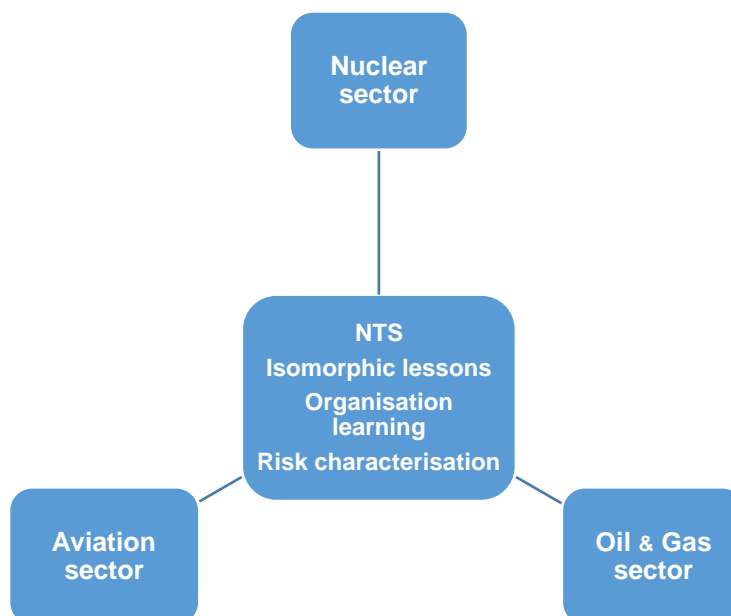 Nuclear
sector
NTS
Isomorphic lessons
Organisation
learning
Risk characterisation
Aviation
sector
Oil & Gas
sector